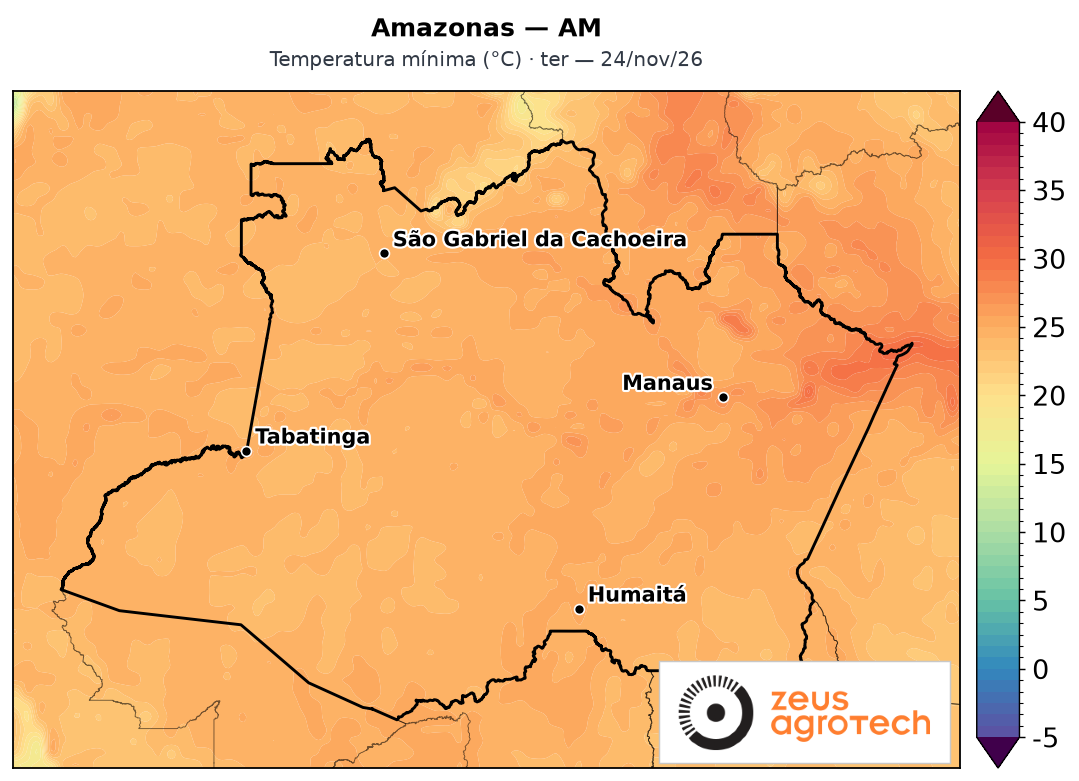 Amazonas — AM
Temperatura mínima (°C) · ter — 24/nov/26
São Gabriel da Cachoeira
Manaus
Tabatinga
Humaitá
zeus
agrotech
40
35
30
25
20
15
10
5
0
-5